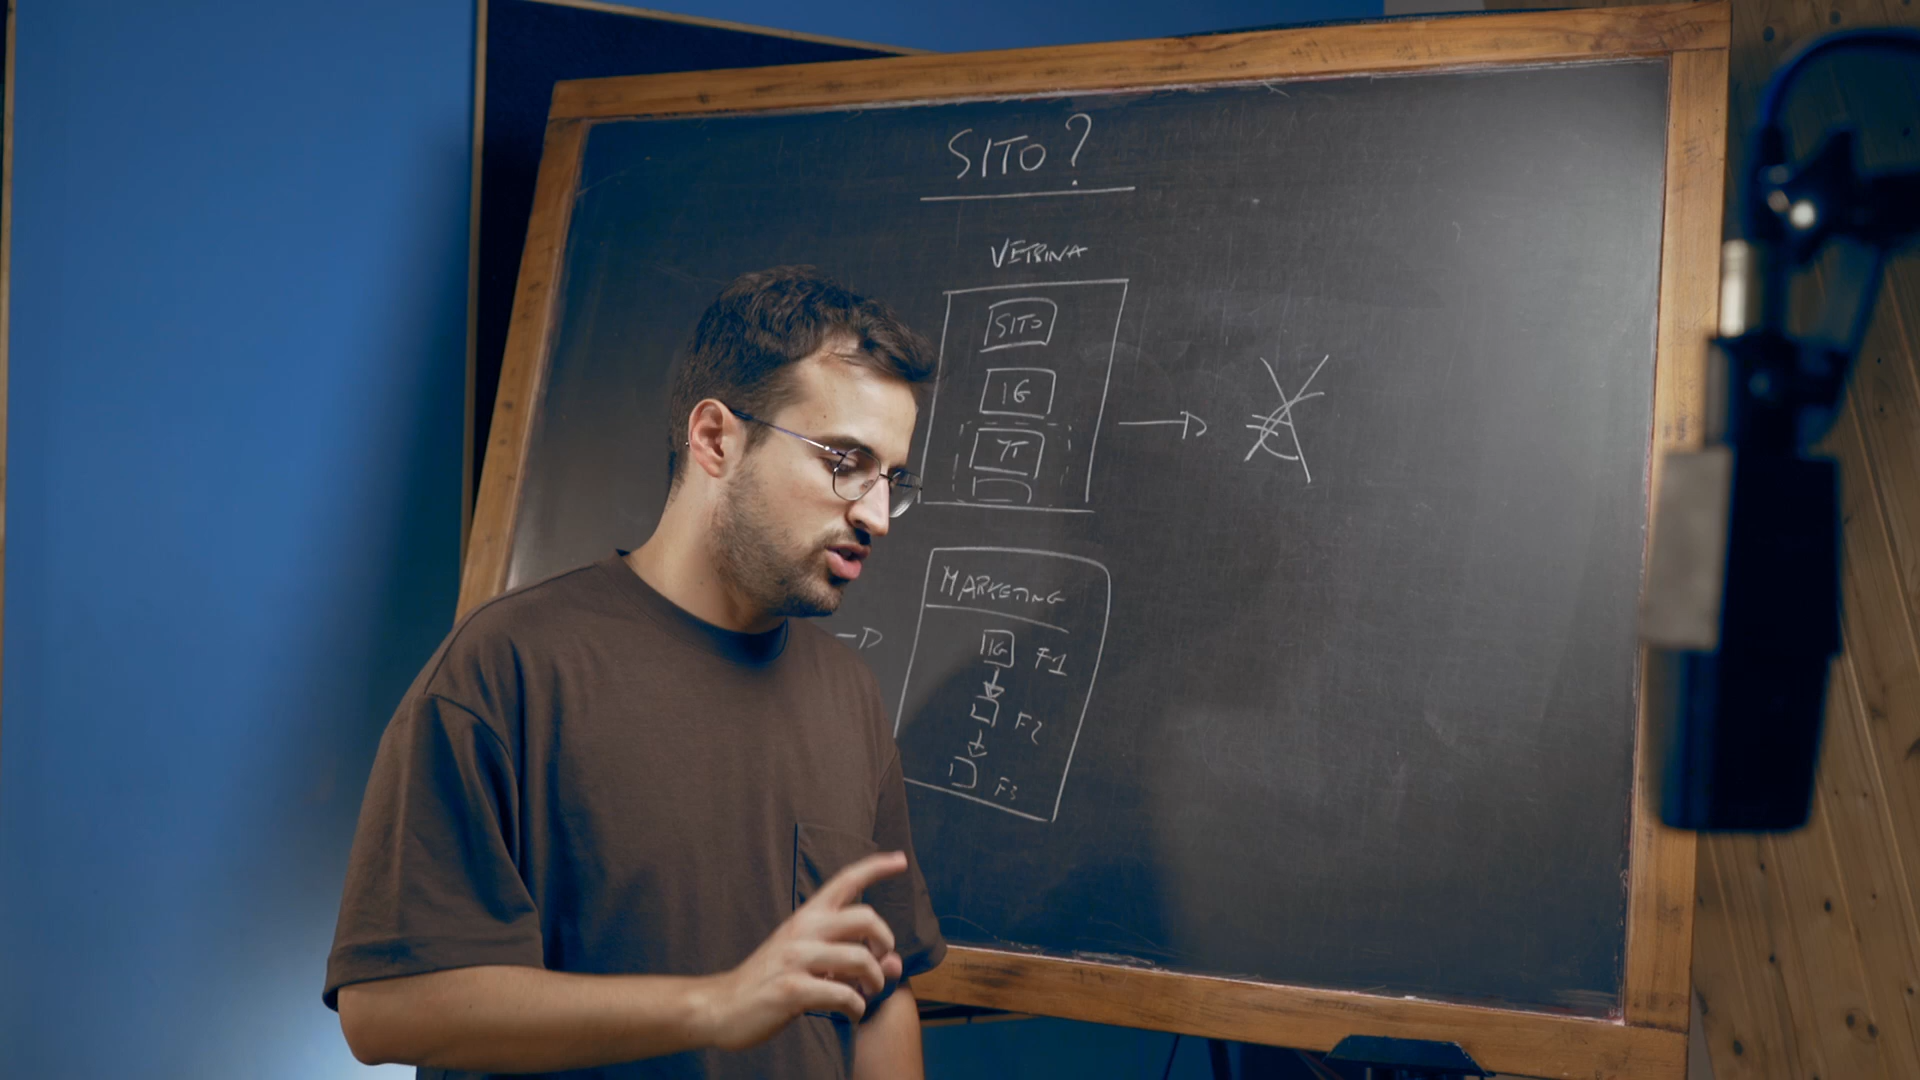 SITO?
VETRINA
SITO
IG
TT
MARKETING
IG F1
F2
F3